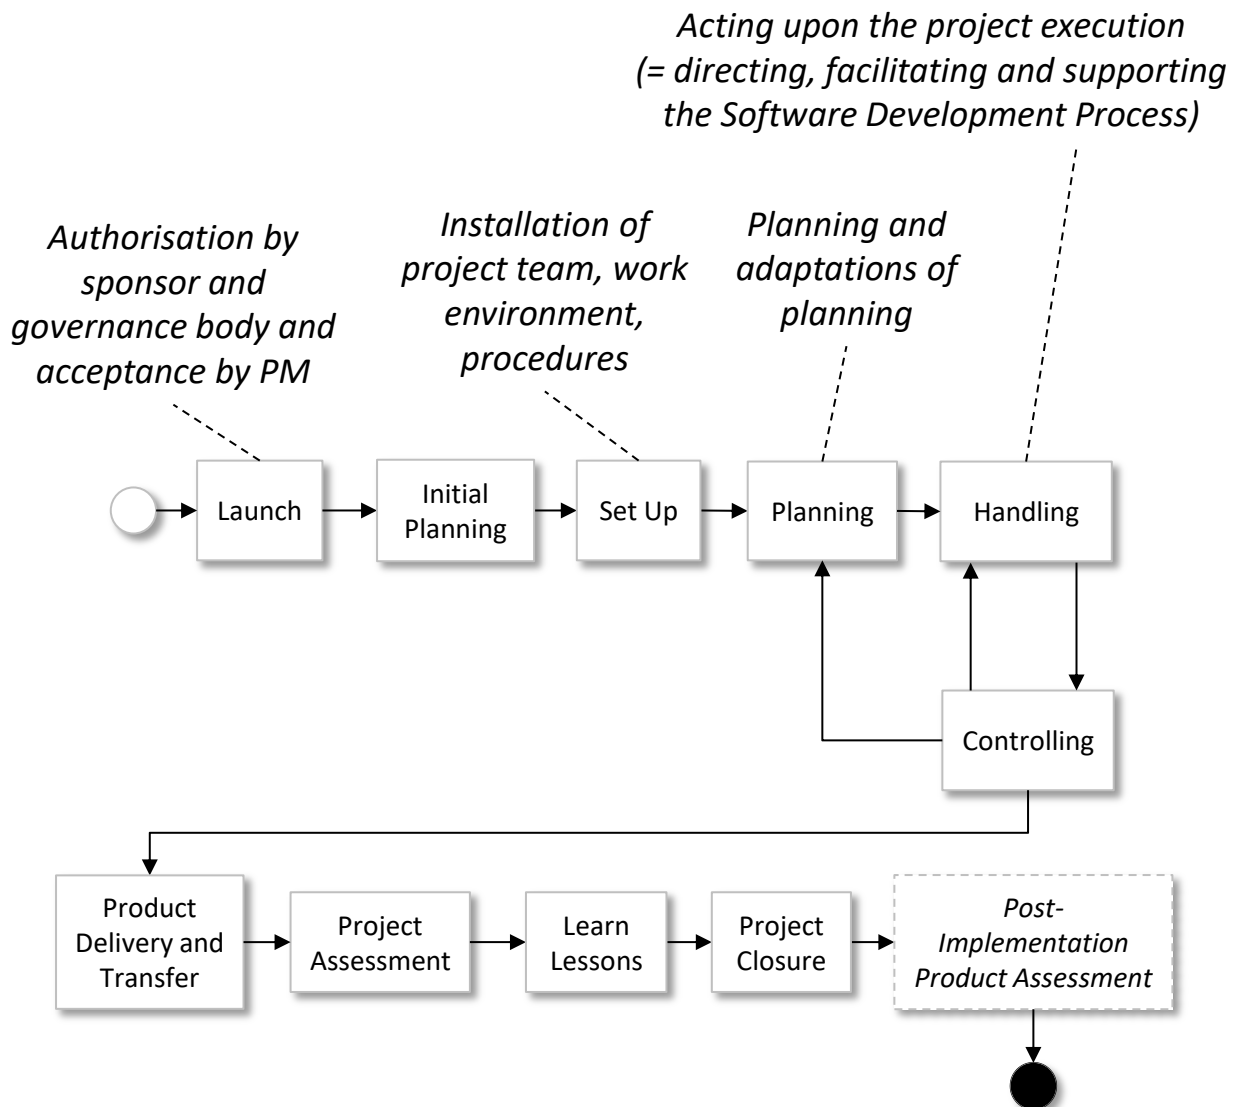 Acting upon the project execution
(= directing, facilitating and supporting
the Software Development Process)
Authorisation by
sponsor and
governance body and
acceptance by PM
Installation of
project team, work
environment,
procedures
Planning and
adaptations of
planning
Launch
Initial
Planning
Set Up
Planning
Handling
Controlling
Product
Delivery and
Transfer
Project
Assessment
Learn
Lessons
Project
Closure
Post-
Implementation
Product Assessment